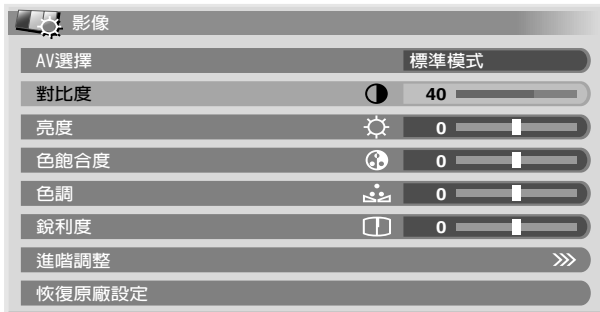 影像
AV選擇 標準模式
對比度 40
亮度 0
色飽合度 0
色調 0
銳利度 0
進階調整
恢復原廠設定